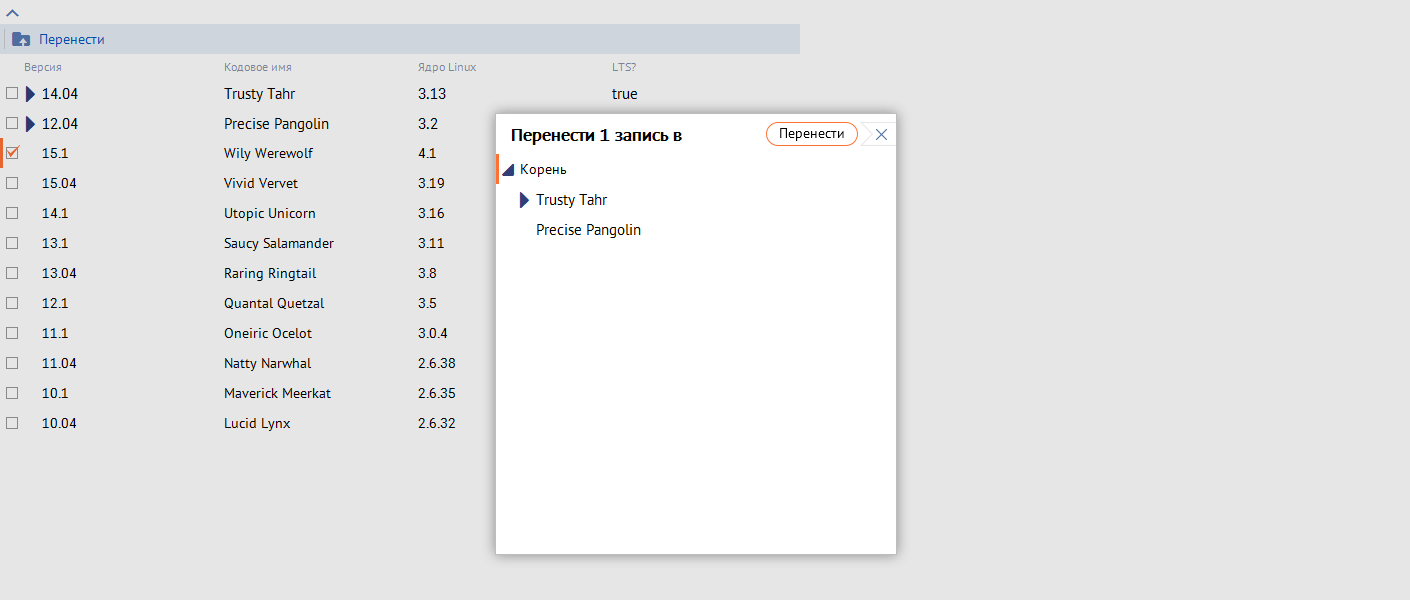 Перенести
Версия Кодовое имя Ядро Linux LTS?
14.04 Trusty Tahr 3.13 true
12.04 Precise Pangolin 3.2
15.1 Wily Werewolf 4.1
15.04 Vivid Vervet 3.19
14.1 Utopic Unicorn 3.16
13.1 Saucy Salamander 3.11
13.04 Raring Ringtail 3.8
12.1 Quantal Quetzal 3.5
11.1 Oneiric Ocelot 3.0.4
11.04 Natty Narwhal 2.6.38
10.1 Maverick Meerkat 2.6.35
10.04 Lucid Lynx 2.6.32
Перенести 1 запись в Перенести
Корень
Trusty Tahr
Precise Pangolin